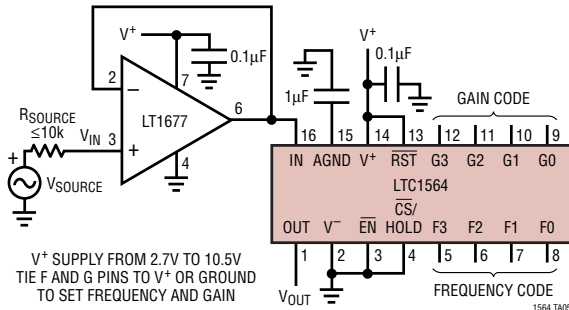 V+
0.1µF
2
7
RSOURCE
≤10k
VIN
3
−
+
LT1677
6
4
+
VSOURCE
V+ SUPPLY FROM 2.7V TO 10.5V
TIE F AND G PINS TO V+ OR GROUND
TO SET FREQUENCY AND GAIN
V+
0.1µF
1µF
GAIN CODE
16 15 14 13 12 11 10 9
IN AGND V+ RST G3 G2 G1 G0
LTC1564
CS/
OUT V− EN HOLD F3 F2 F1 F0
1 2 3 4 5 6 7 8
VOUT
FREQUENCY CODE
1564 TA05